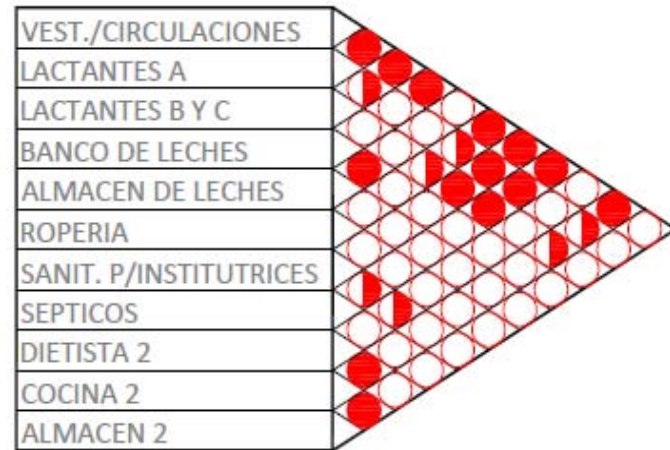 VEST./CIRCULACIONES
LACTANTES A
LACTANTES B Y C
BANCO DE LECHES
ALMACEN DE LECHES
ROPERIA
SANIT. P/INSTITUTRICES
SEPTICOS
DIETISTA 2
COCINA 2
ALMACEN 2